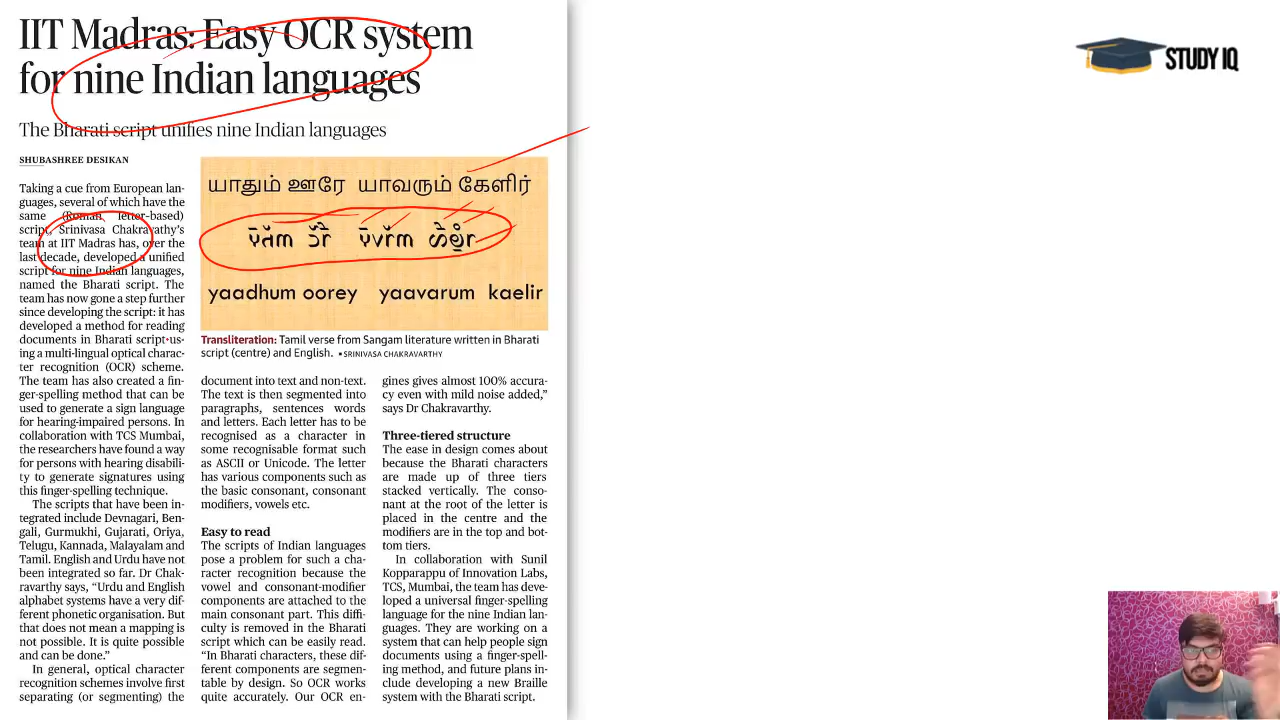 IIT Madras: Easy OCR system
for nine Indian languages
The Bharati script unifies nine Indian languages
SHUBASHREE DESIKAN
Taking a cue from European lan-
guages, several of which have the
same (Roman letter-based)
script, Srinivasa Chakravathy's
team at IIT Madras has, over the
last decade, developed a unified
script for nine Indian languages,
named the Bharati script. The
team has now gone a step further
since developing the script: it has
developed a method for reading
documents in Bharati script us-
ing a multi-lingual optical charac-
ter recognition (OCR) scheme.
The team has also created a fin-
ger-spelling method that can be
used to generate a sign language
for hearing-impaired persons. In
collaboration with TCS Mumbai,
the researchers have found a way
for persons with hearing disabili-
ty to generate signatures using
this finger-spelling technique.
The scripts that have been in-
tegrated include Devnagari, Ben-
gali, Gurmukhi, Gujarati, Oriya,
Telugu, Kannada, Malayalam and
Tamil. English and Urdu have not
been integrated so far. Dr Chak-
ravarthy says, “Urdu and English
alphabet systems have a very dif-
ferent phonetic organisation. But
that does not mean a mapping is
not possible. It is quite possible
and can be done.”
In general, optical character
recognition schemes involve first
separating (or segmenting) the
யாதும் ஊரே யாவரும் கேளிர்
yaadhum oorey yaavarum kaelir
Transliteration: Tamil verse from Sangam literature written in Bharati
script (centre) and English. •SRINIVASA CHAKRAVARTHY
document into text and non-text.
The text is then segmented into
paragraphs, sentences words
and letters. Each letter has to be
recognised as a character in
some recognisable format such
as ASCII or Unicode. The letter
has various components such as
the basic consonant, consonant
modifiers, vowels etc.
Easy to read
The scripts of Indian languages
pose a problem for such a cha-
racter recognition because the
vowel and consonant-modifier
components are attached to the
main consonant part. This diffi-
culty is removed in the Bharati
script which can be easily read.
“In Bharati characters, these dif-
ferent components are segmen-
table by design. So OCR works
quite accurately. Our OCR en-
gines gives almost 100% accura-
cy even with mild noise added,”
says Dr Chakravarthy.
Three-tiered structure
The ease in design comes about
because the Bharati characters
are made up of three tiers
stacked vertically. The conso-
nant at the root of the letter is
placed in the centre and the
modifiers are in the top and bot-
tom tiers.
In collaboration with Sunil
Kopparappu of Innovation Labs,
TCS, Mumbai, the team has deve-
loped a universal finger-spelling
language for the nine Indian lan-
guages. They are working on a
system that can help people sign
documents using a finger-spell-
ing method, and future plans in-
clude developing a new Braille
system with the Bharati script.
STUDY IQ